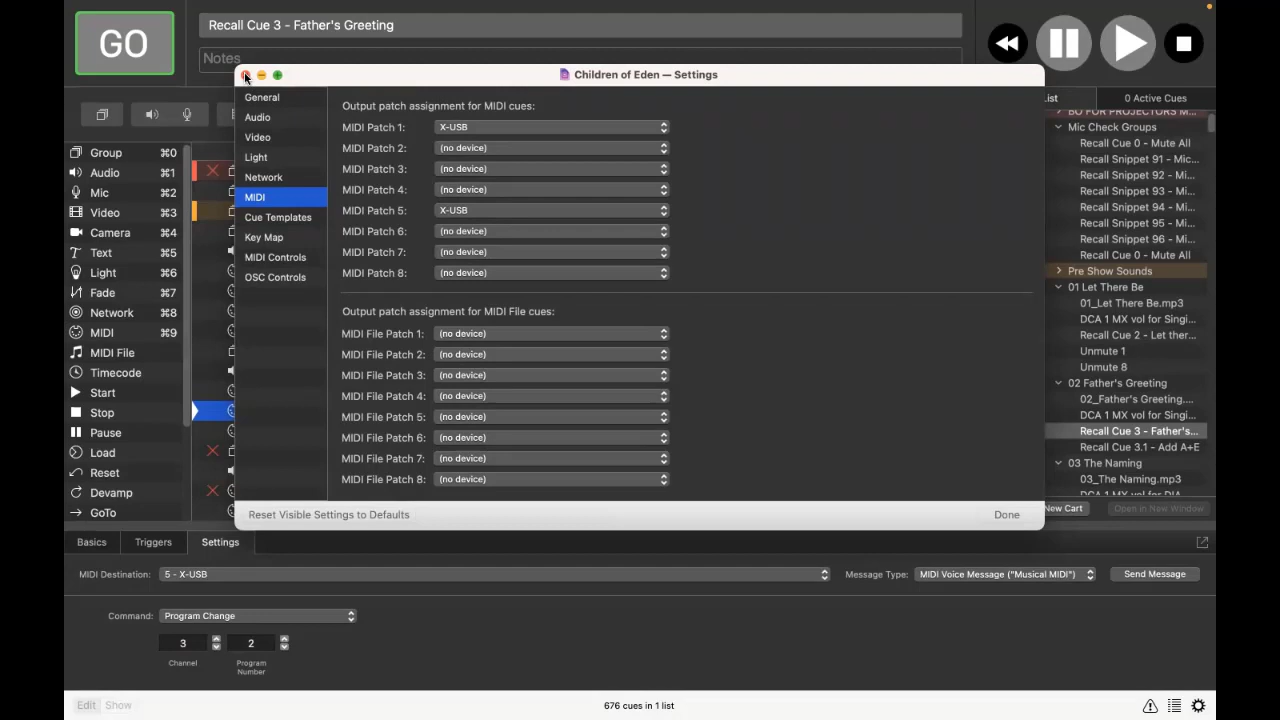 GO
Recall Cue 3 - Father's Greeting
Notes
Children of Eden — Settings
List
0 Active Cues
General
Audio
Video
Light
Network
MIDI
Cue Templates
Key Map
MIDI Controls
OSC Controls
Output patch assignment for MIDI cues:
MIDI Patch 1: X-USB
MIDI Patch 2: (no device)
MIDI Patch 3: (no device)
MIDI Patch 4: (no device)
MIDI Patch 5: X-USB
MIDI Patch 6: (no device)
MIDI Patch 7: (no device)
MIDI Patch 8: (no device)
Output patch assignment for MIDI File cues:
MIDI File Patch 1: (no device)
MIDI File Patch 2: (no device)
MIDI File Patch 3: (no device)
MIDI File Patch 4: (no device)
MIDI File Patch 5: (no device)
MIDI File Patch 6: (no device)
MIDI File Patch 7: (no device)
MIDI File Patch 8: (no device)
Reset Visible Settings to Defaults
Done
Group ⌘0
Audio ⌘1
Mic ⌘2
Video ⌘3
Camera ⌘4
Text ⌘5
Light ⌘6
Fade ⌘7
Network ⌘8
MIDI ⌘9
MIDI File
Timecode
Start
Stop
Pause
Load
Reset
Devamp
GoTo
BO FOR PROJECTORS M...
Mic Check Groups
Recall Cue 0 - Mute All
Recall Snippet 91 - Mic...
Recall Snippet 92 - Mi...
Recall Snippet 93 - Mi...
Recall Snippet 94 - Mi...
Recall Snippet 95 - Mi...
Recall Snippet 96 - Mi...
Recall Cue 0 - Mute All
Pre Show Sounds
01 Let There Be
01_Let There Be.mp3
DCA 1 MX vol for Singi...
Recall Cue 2 - Let ther...
Unmute 1
Unmute 8
02 Father's Greeting
02_Father's Greeting....
DCA 1 MX vol for Singi...
Recall Cue 3 - Father's...
Recall Cue 3.1 - Add A+E
03 The Naming
03_The Naming.mp3
DCA 1 MX vol for DIA
New Cart
Open in New Window
Basics
Triggers
Settings
MIDI Destination: 5 - X-USB
Message Type: MIDI Voice Message ("Musical MIDI")
Send Message
Command: Program Change
3 2
Channel
Program
Number
Edit Show
676 cues in 1 list